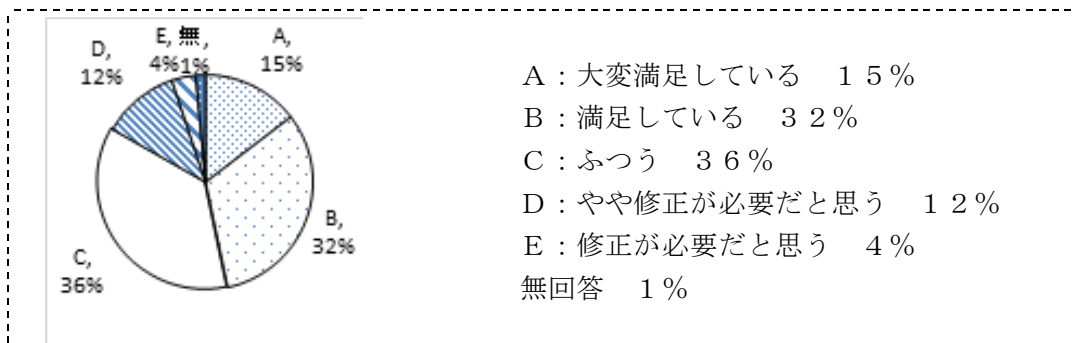 A,
15%
B,
32%
C,
36%
D,
12%
E,
4%
無,
1%
Ａ：大変満足している　１５％
Ｂ：満足している　３２％
Ｃ：ふつう　３６％
Ｄ：やや修正が必要だと思う　１２％
Ｅ：修正が必要だと思う　４％
無回答　１％